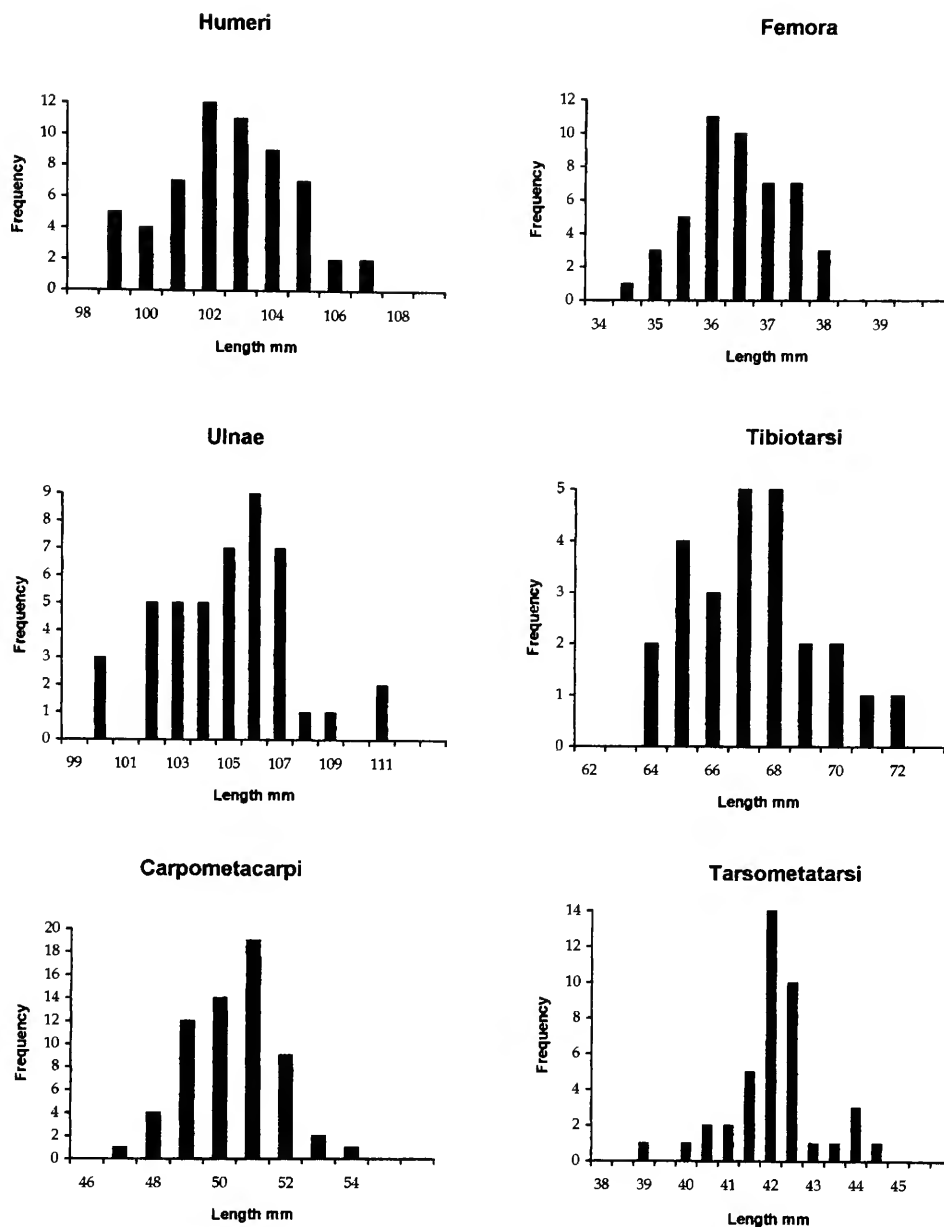 Humeri
12
10
8
6
4
2
0
Frequency
98 100 102 104 106 108
Length mm
Femora
12
10
8
6
4
2
0
Frequency
34 35 36 37 38 39
Length mm
Ulnae
9
8
7
6
5
4
3
2
1
0
Frequency
99 101 103 105 107 109 111
Length mm
Tibiotarsi
5
4
3
2
1
0
Frequency
62 64 66 68 70 72
Length mm
Carpometacarpi
20
18
16
14
12
10
8
6
4
2
0
Frequency
46 48 50 52 54
Length mm
Tarsometatarsi
14
12
10
8
6
4
2
0
Frequency
38 39 40 41 42 43 44 45
Length mm